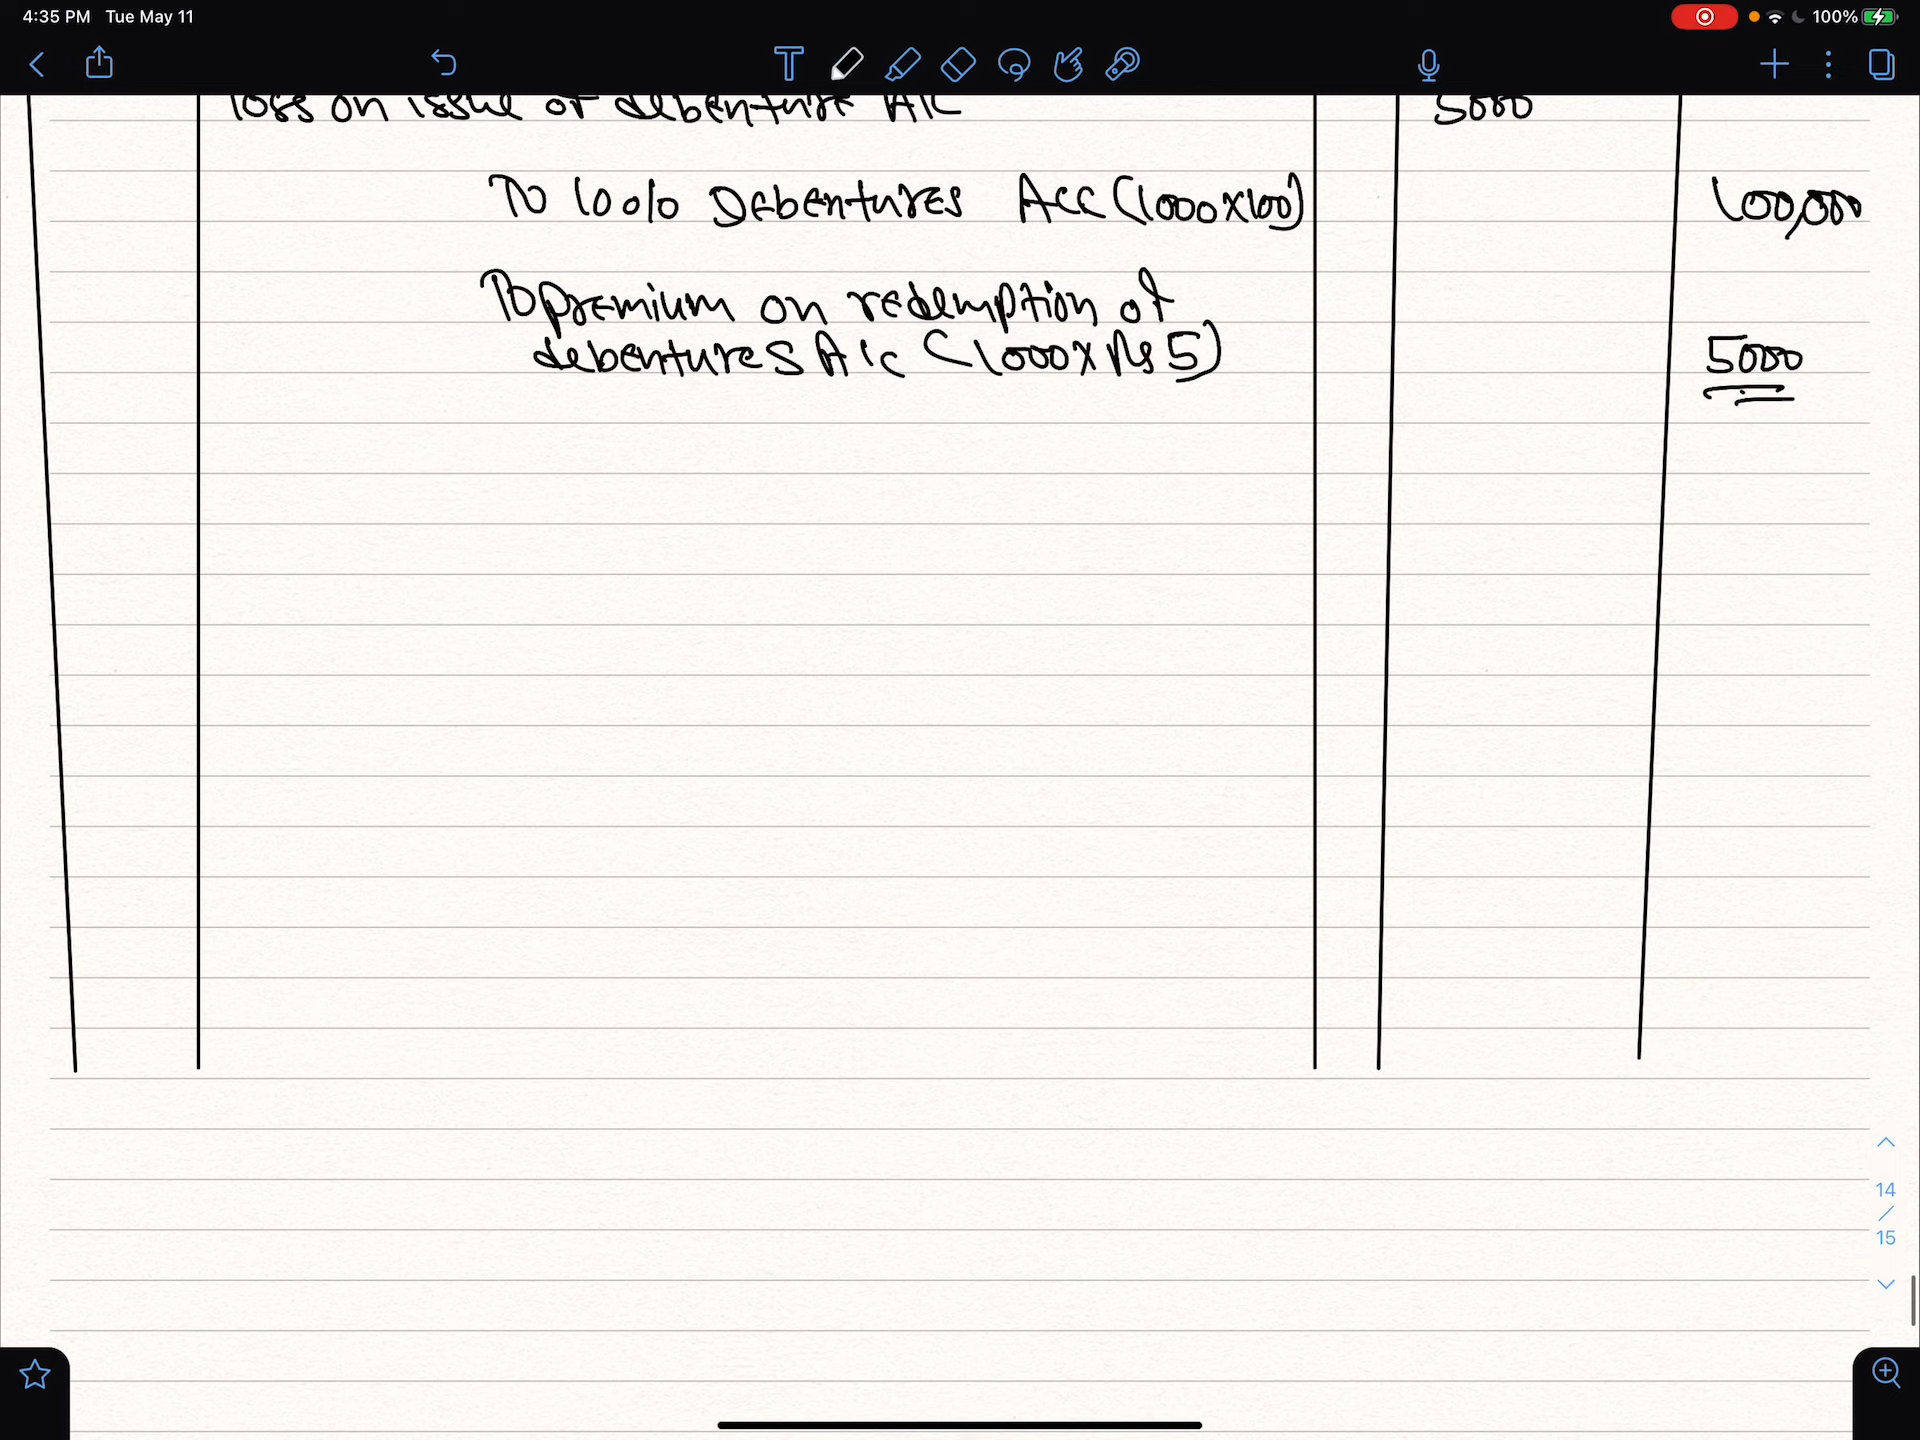 4:35 PM Tue May 11
100%
loss on issue of debenture A/C 5000
To 10% Debentures Acc (1000x100) 100,000
To premium on redemption of
debentures A/c (1000x Rs 5) 5000
14
/
15